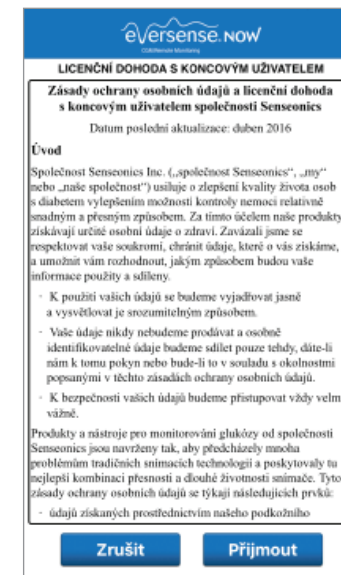 eversense. NOW
CGM Remote Monitoring
LICENČNÍ DOHODA S KONCOVÝM UŽIVATELEM
Zásady ochrany osobních údajů a licenční dohoda
s koncovým uživatelem společnosti Senseonics
Datum poslední aktualizace: duben 2016
Úvod
Společnost Senseonics Inc. („společnost Senseonics“, „my“
nebo „naše společnost“) usiluje o zlepšení kvality života osob
s diabetem vylepšením možností kontroly nemoci relativně
snadným a přesným způsobem. Za tímto účelem naše produkty
získávají určité osobní údaje o zdraví. Zavázali jsme se
respektovat vaše soukromí, chránit údaje, které o vás získáme,
a umožnit vám rozhodnout, jakým způsobem budou vaše
informace použity a sdíleny.
- K použití vašich údajů se budeme vyjadřovat jasně
a vysvětlovat je srozumitelným způsobem.
- Vaše údaje nikdy nebudeme prodávat a osobně
identifikovatelné údaje budeme sdílet pouze tehdy, dáte-li
nám k tomu pokyn nebo bude-li to v souladu s okolnostmi
popsanými v těchto zásadách ochrany osobních údajů.
- K bezpečnosti vašich údajů budeme přistupovat vždy velm
vážně.
Produkty a nástroje pro monitorování glukózy od společnosti
Senseonics jsou navrženy tak, aby předcházely mnoha
problémům tradičních snímacích technologií a poskytovaly tu
nejlepší kombinaci přesnosti a dlouhé životnosti snímače. Tyto
zásady ochrany osobních údajů se týkají následujících prvků:
- údajů získaných prostřednictvím našeho podkožního
Zrušit
Přijmout